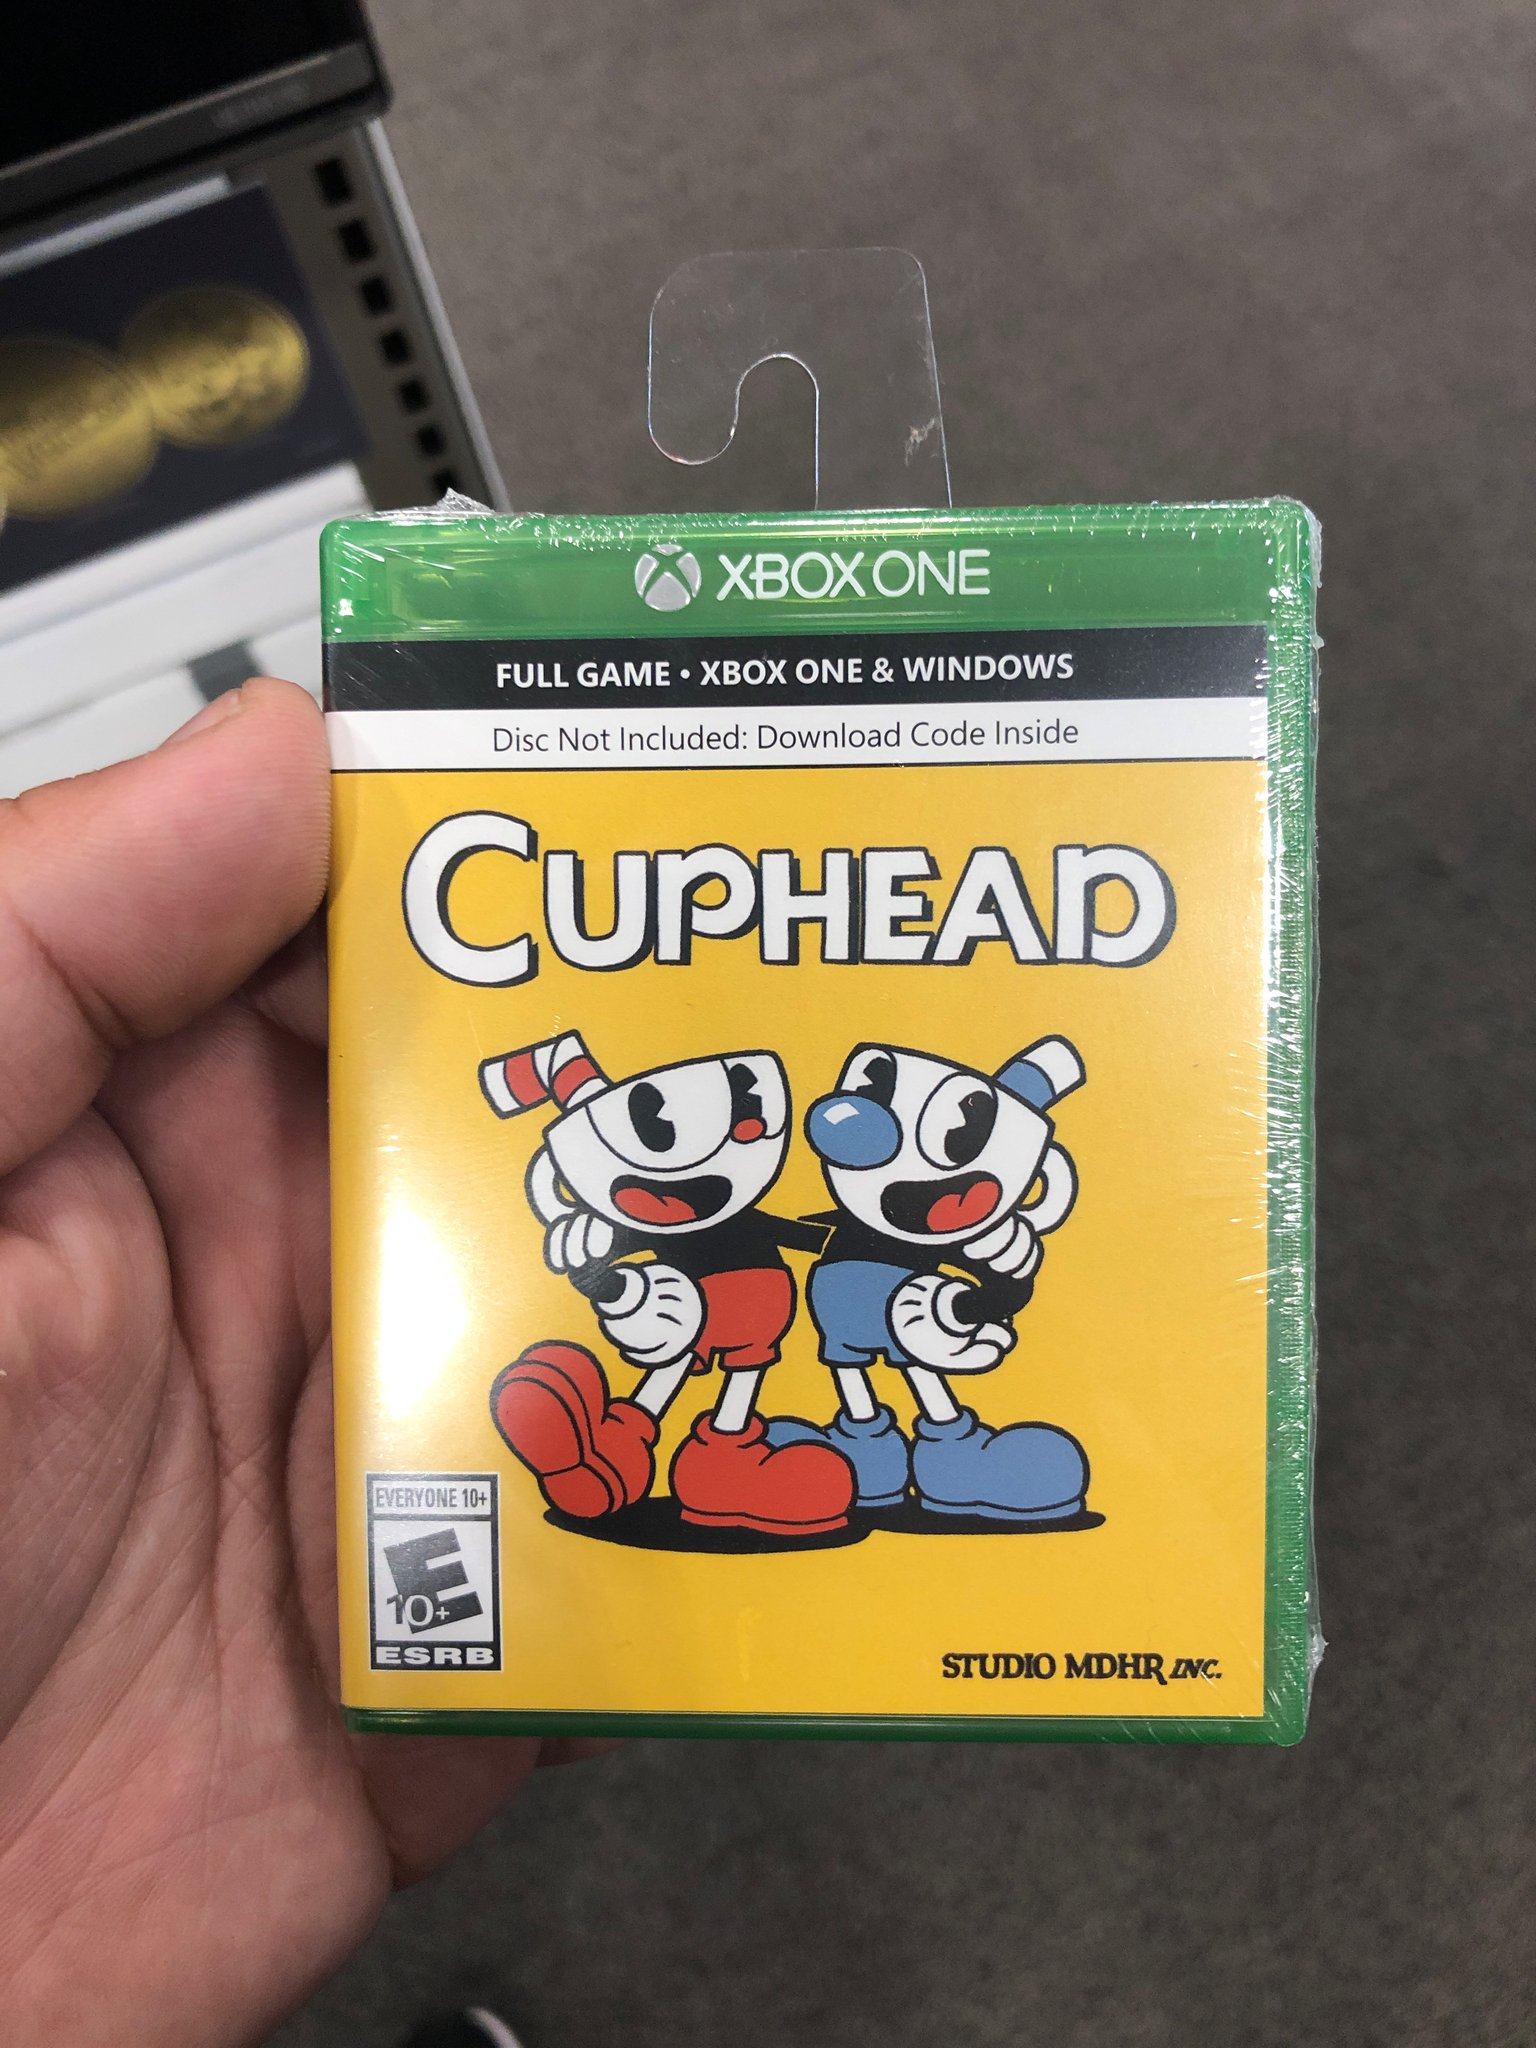 XBOX ONE
FULL GAME • XBOX ONE & WINDOWS
Disc Not Included: Download Code Inside
CUPHEAD
EVERYONE 10+
E
10+
ESRB
STUDIO MDHR INC.